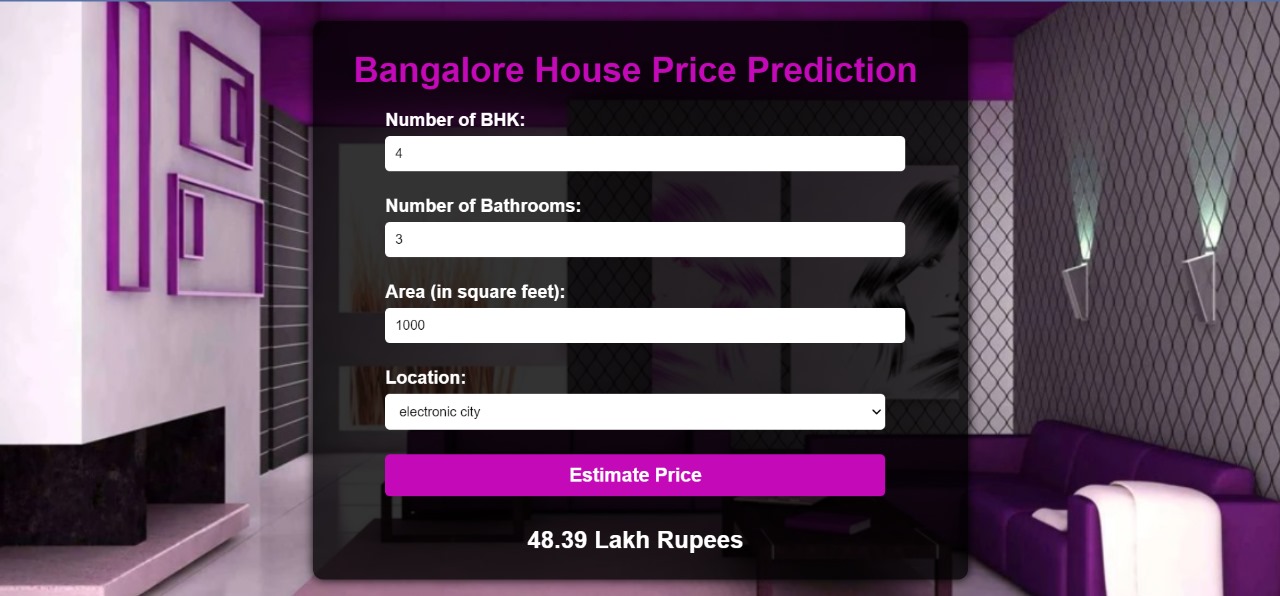 Bangalore House Price Prediction
Number of BHK:
4
Number of Bathrooms:
3
Area (in square feet):
1000
Location:
electronic city
Estimate Price
48.39 Lakh Rupees